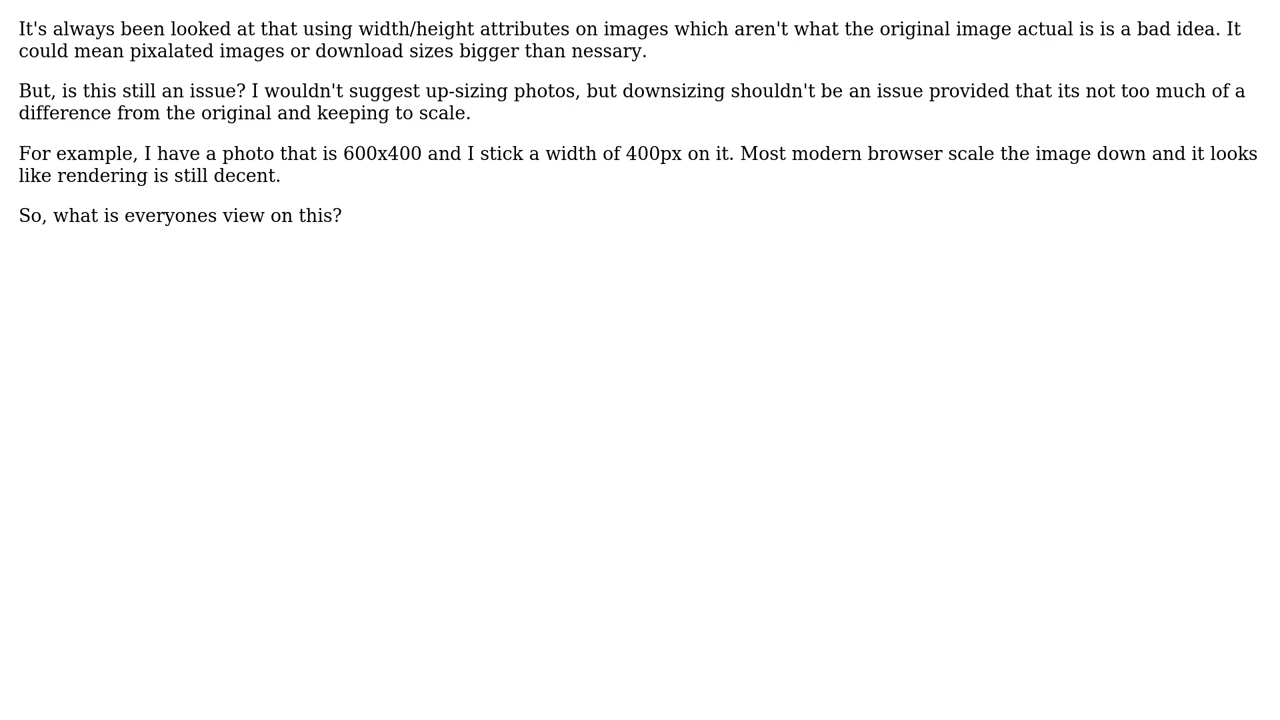 It's always been looked at that using width/height attributes on images which aren't what the original image actual is is a bad idea. It
could mean pixalated images or download sizes bigger than nessary.
But, is this still an issue? I wouldn't suggest up-sizing photos, but downsizing shouldn't be an issue provided that its not too much of a
difference from the original and keeping to scale.
For example, I have a photo that is 600x400 and I stick a width of 400px on it. Most modern browser scale the image down and it looks
like rendering is still decent.
So, what is everyones view on this?